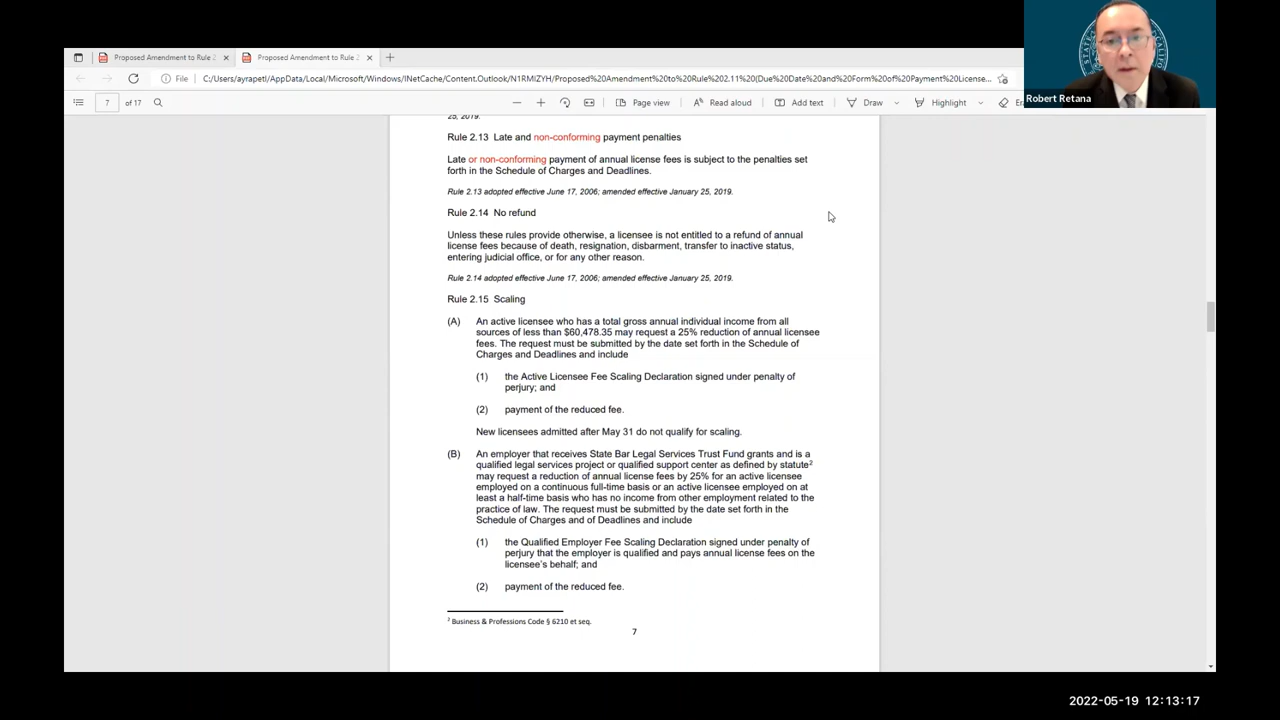 Proposed Amendment to Rule 2
Proposed Amendment to Rule 2
File
C:/Users/ayrapeti/AppData/Local/Microsoft/Windows/INetCache/Content.Outlook/N1RMIZYH/Proposed%20Amendment%20to%20Rule%202.11%20(Due%20Date%20and%20Form%20of%20Payment%20License...
7 of 17
Page view
Read aloud
Add text
Draw
Highlight
Robert Retana
25, 2019.
Rule 2.13 Late and non-conforming payment penalties
Late or non-conforming payment of annual license fees is subject to the penalties set
forth in the Schedule of Charges and Deadlines.
Rule 2.13 adopted effective June 17, 2006; amended effective January 25, 2019.
Rule 2.14 No refund
Unless these rules provide otherwise, a licensee is not entitled to a refund of annual
license fees because of death, resignation, disbarment, transfer to inactive status,
entering judicial office, or for any other reason.
Rule 2.14 adopted effective June 17, 2006; amended effective January 25, 2019.
Rule 2.15 Scaling
(A) An active licensee who has a total gross annual individual income from all
sources of less than $60,478.35 may request a 25% reduction of annual licensee
fees. The request must be submitted by the date set forth in the Schedule of
Charges and Deadlines and include
(1) the Active Licensee Fee Scaling Declaration signed under penalty of
perjury; and
(2) payment of the reduced fee.
New licensees admitted after May 31 do not qualify for scaling.
(B) An employer that receives State Bar Legal Services Trust Fund grants and is a
qualified legal services project or qualified support center as defined by statute2
may request a reduction of annual license fees by 25% for an active licensee
employed on a continuous full-time basis or an active licensee employed on at
least a half-time basis who has no income from other employment related to the
practice of law. The request must be submitted by the date set forth in the
Schedule of Charges and of Deadlines and include
(1) the Qualified Employer Fee Scaling Declaration signed under penalty of
perjury that the employer is qualified and pays annual license fees on the
licensee's behalf; and
(2) payment of the reduced fee.
2 Business & Professions Code § 6210 et seq.
7
2022-05-19 12:13:17